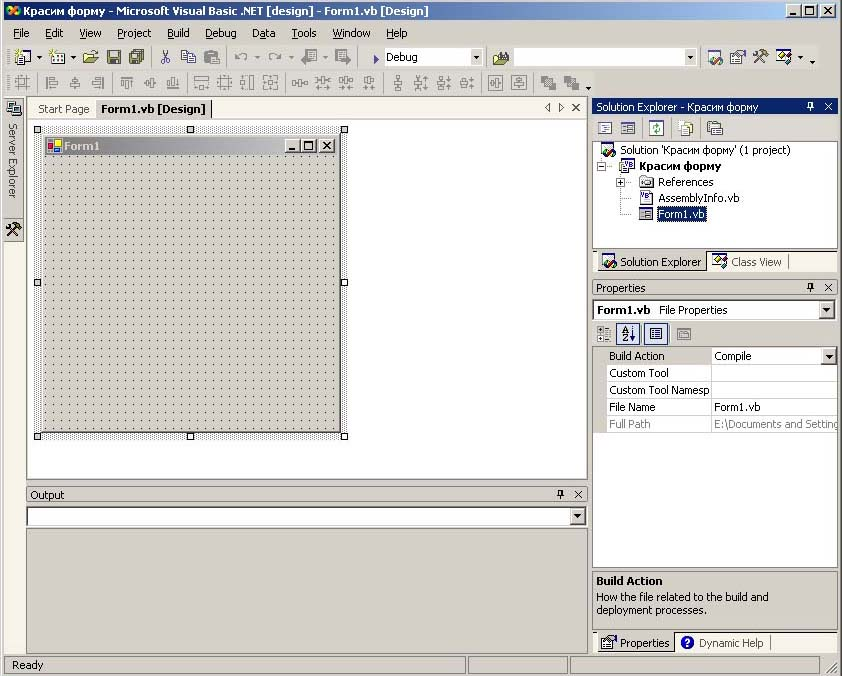 Красим форму - Microsoft Visual Basic .NET [design] - Form1.vb [Design]
File Edit View Project Build Debug Data Tools Window Help
Debug
Start Page Form1.vb [Design]
Server Explorer
Form1
Solution Explorer - Красим форму
Solution 'Красим форму' (1 project)
Красим форму
References
AssemblyInfo.vb
Form1.vb
Solution Explorer Class View
Properties
Form1.vb File Properties
Build Action Compile
Custom Tool
Custom Tool Namesp
File Name Form1.vb
Full Path E:\Documents and Setting
Output
Build Action
How the file related to the build and
deployment processes.
Properties Dynamic Help
Ready